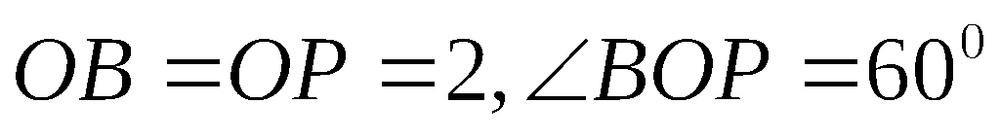 OB = OP = 2, ∠BOP = 60⁰